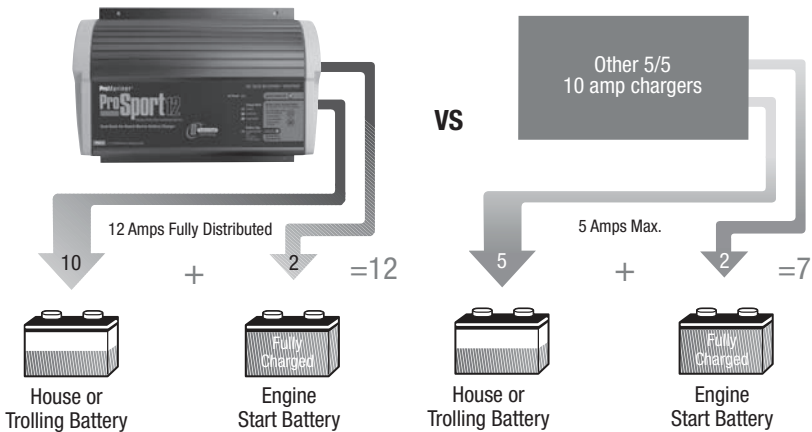 ProMariner
ProSport12
Other 5/5
10 amp chargers
VS
12 Amps Fully Distributed
5 Amps Max.
10
+
2
=12
5
+
2
=7
Fully
Charged
Fully
Charged
House or
Trolling Battery
Engine
Start Battery
House or
Trolling Battery
Engine
Start Battery